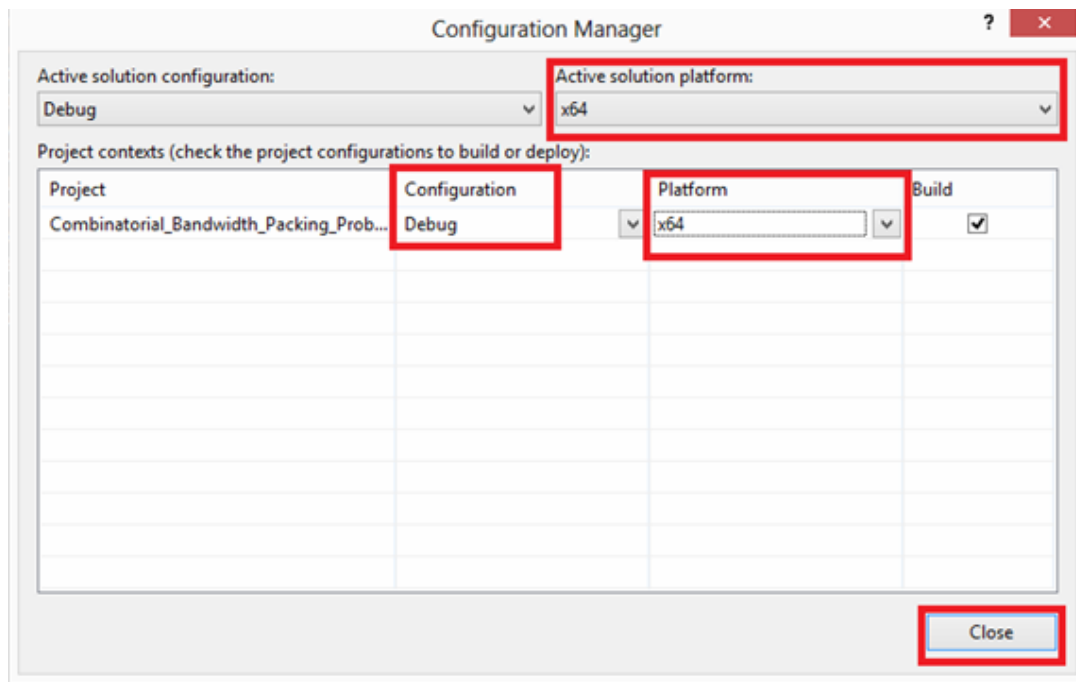 Configuration Manager
?
Active solution configuration: Active solution platform:
Debug x64
Project contexts (check the project configurations to build or deploy):
Project Configuration Platform Build
Combinatorial_Bandwidth_Packing_Prob... Debug x64
Close